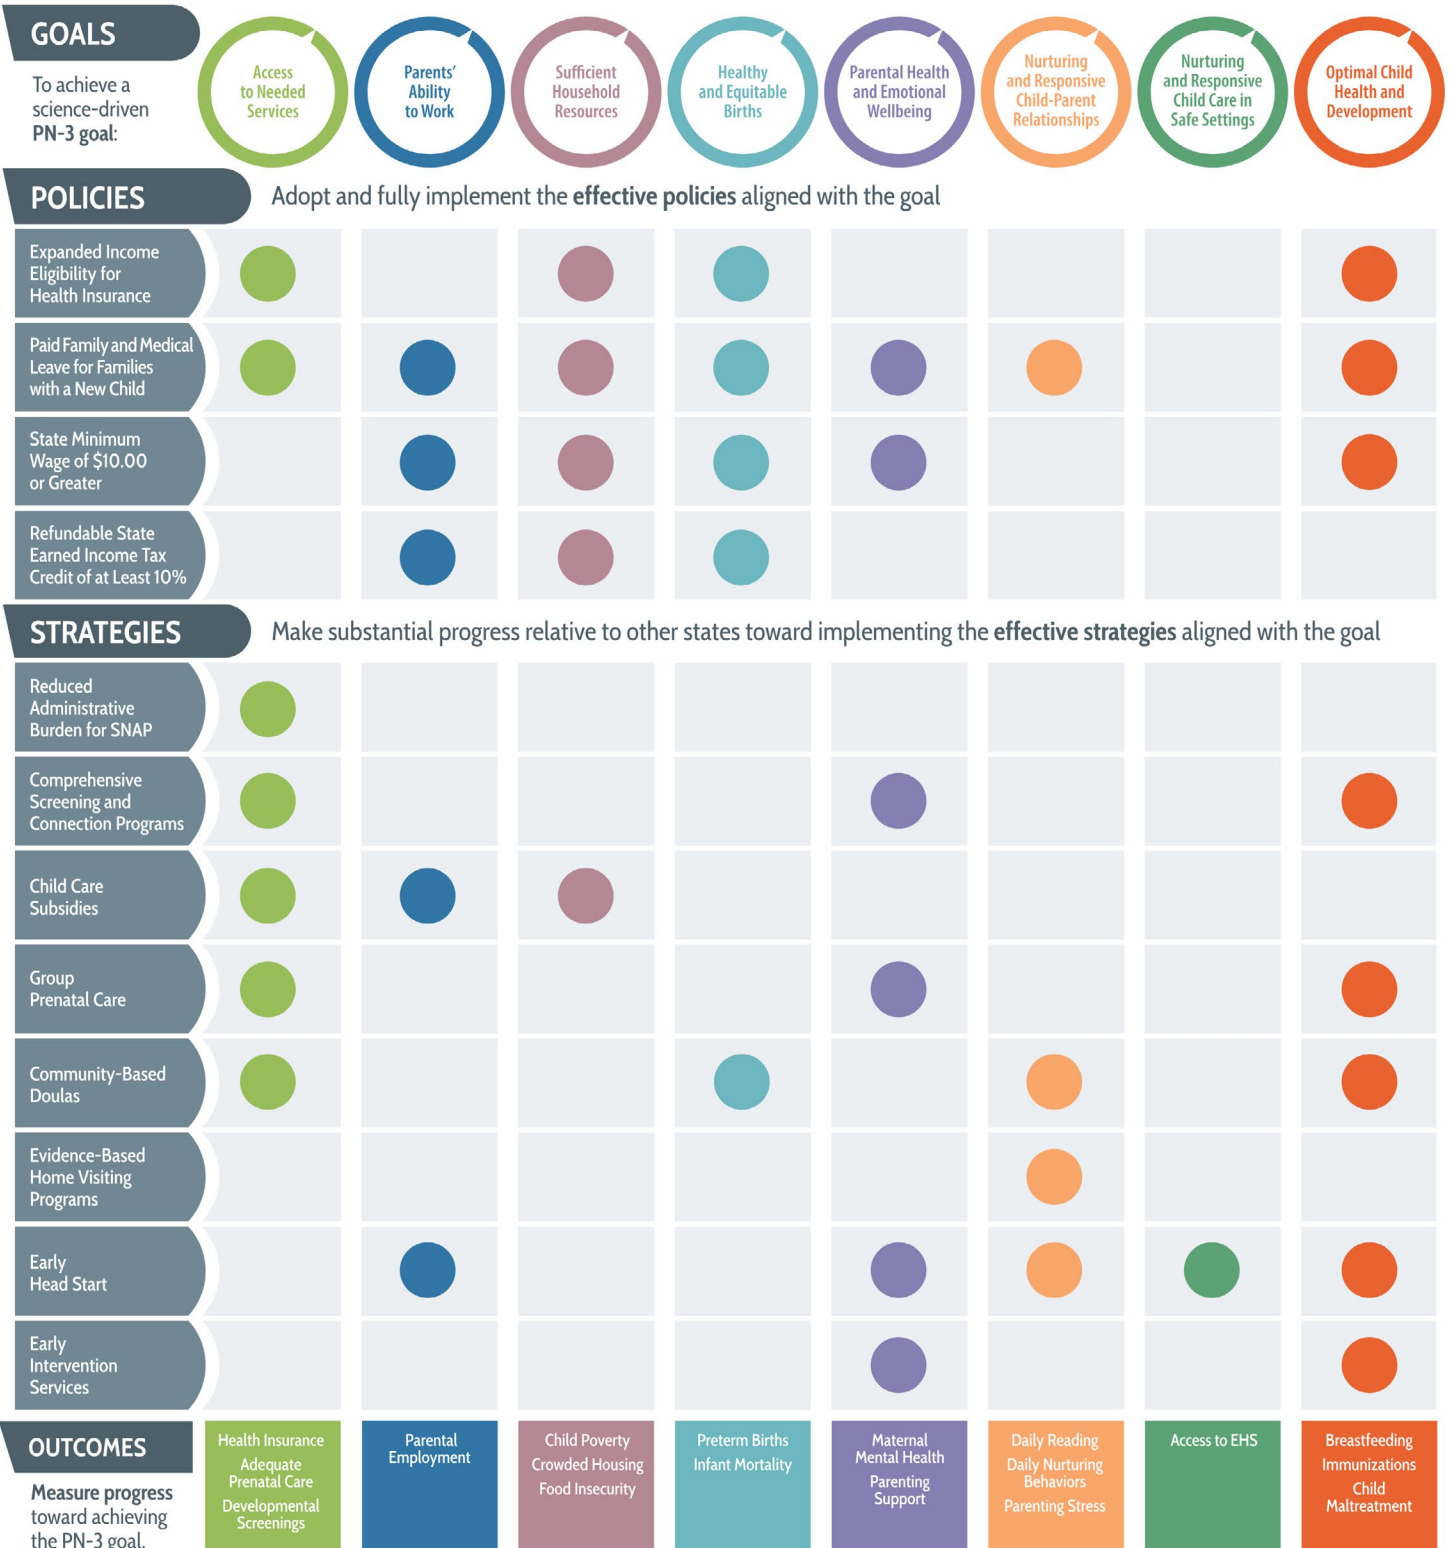 GOALS
To achieve a
science-driven
PN-3 goal:
Access
to Needed
Services
Parents'
Ability
to Work
Sufficient
Household
Resources
Healthy
and Equitable
Births
Parental Health
and Emotional
Wellbeing
Nurturing
and Responsive
Child-Parent
Relationships
Nurturing
and Responsive
Child Care in
Safe Settings
Optimal Child
Health and
Development
POLICIES
Adopt and fully implement the effective policies aligned with the goal
Expanded Income
Eligibility for
Health Insurance
Paid Family and Medical
Leave for Families
with a New Child
State Minimum
Wage of $10.00
or Greater
Refundable State
Earned Income Tax
Credit of at Least 10%
STRATEGIES
Make substantial progress relative to other states toward implementing the effective strategies aligned with the goal
Reduced
Administrative
Burden for SNAP
Comprehensive
Screening and
Connection Programs
Child Care
Subsidies
Group
Prenatal Care
Community-Based
Doulas
Evidence-Based
Home Visiting
Programs
Early
Head Start
Early
Intervention
Services
OUTCOMES
Measure progress
toward achieving
the PN-3 goal.
Health Insurance
Adequate
Prenatal Care
Developmental
Screenings
Parental
Employment
Child Poverty
Crowded Housing
Food Insecurity
Preterm Births
Infant Mortality
Maternal
Mental Health
Parenting
Support
Daily Reading
Daily Nurturing
Behaviors
Parenting Stress
Access to EHS
Breastfeeding
Immunizations
Child
Maltreatment